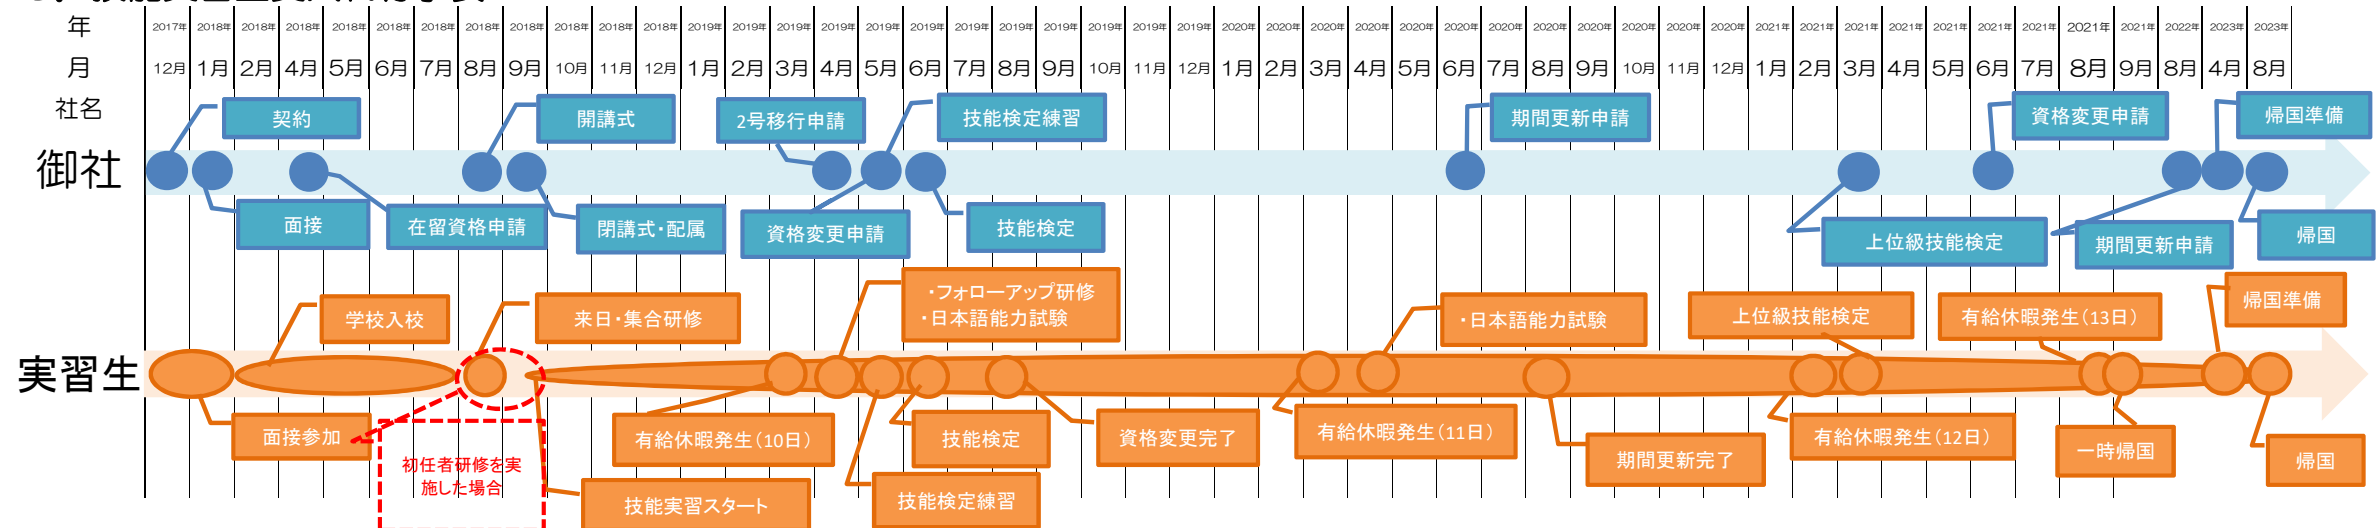 年 2017年 2018年 2018年 2018年 2018年 2018年 2018年 2018年 2018年 2018年 2018年 2018年 2019年 2019年 2019年 2019年 2019年 2019年 2019年 2019年 2019年 2019年 2019年 2019年 2020年 2020年 2020年 2020年 2020年 2020年 2020年 2020年 2020年 2020年 2020年 2020年 2021年 2021年 2021年 2021年 2021年 2021年 2021年 2021年 2021年 2022年 2023年 2023年
月 12月 1月 2月 4月 5月 6月 7月 8月 9月 10月 11月 12月 1月 2月 3月 4月 5月 6月 7月 8月 9月 10月 11月 12月 1月 2月 3月 4月 5月 6月 7月 8月 9月 10月 11月 12月 1月 2月 3月 4月 5月 6月 7月 8月 9月 8月 4月 8月
社名
契約
開講式
2号移行申請
技能検定練習
期間更新申請
資格変更申請
帰国準備
御社
面接
在留資格申請
閉講式・配属
資格変更申請
技能検定
上位級技能検定
期間更新申請
帰国
学校入校
来日・集合研修
・フォローアップ研修
・日本語能力試験
・日本語能力試験
上位級技能検定
有給休暇発生(13日)
帰国準備
実習生
面接参加
初任者研修を実
施した場合
技能実習スタート
有給休暇発生(10日)
技能検定
技能検定練習
資格変更完了
有給休暇発生(11日)
期間更新完了
有給休暇発生(12日)
一時帰国
帰国